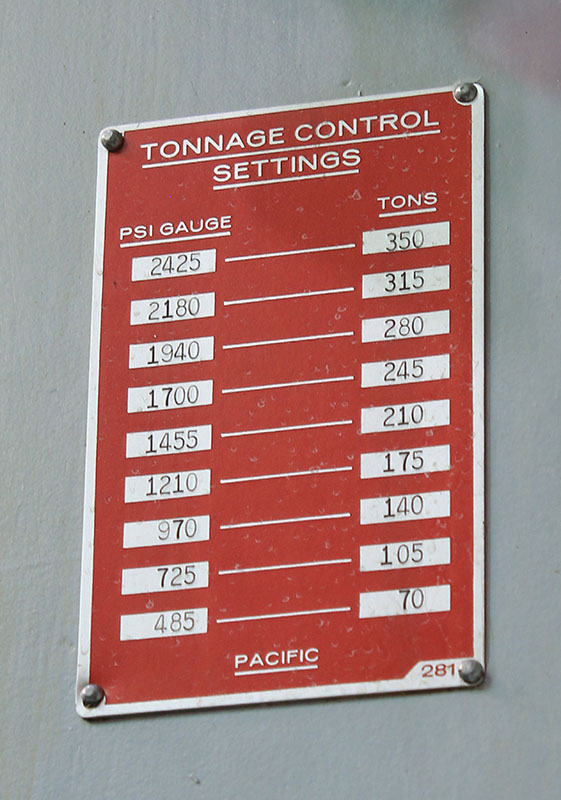 TONNAGE CONTROL
SETTINGS
PSI GAUGE TONS
2425 350
2180 315
1940 280
1700 245
1455 210
1210 175
970 140
725 105
485 70
PACIFIC
281